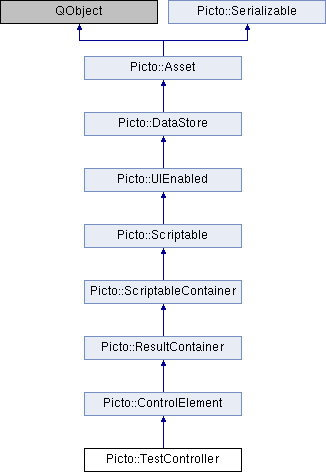 QObject
Picto::Serializable
Picto::Asset
Picto::DataStore
Picto::UIEnabled
Picto::Scriptable
Picto::ScriptableContainer
Picto::ResultContainer
Picto::ControlElement
Picto::TestController